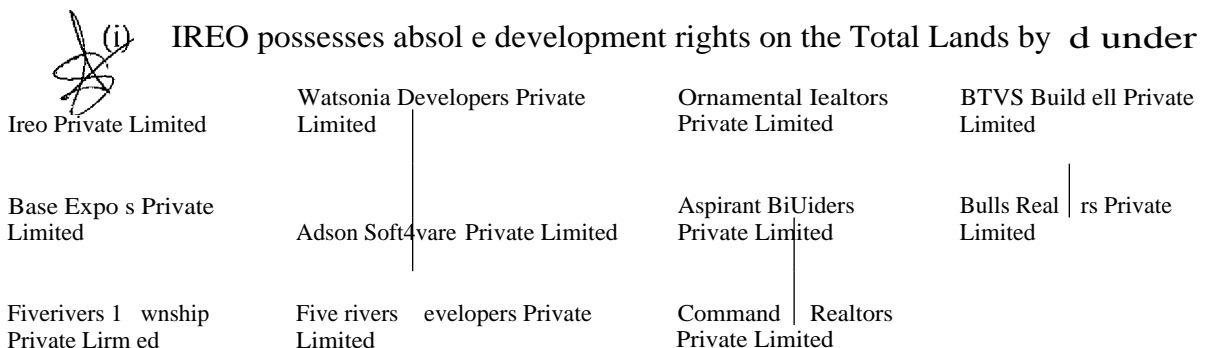 (i) IREO possesses absol e development rights on the Total Lands by d under
Watsonia Developers Private Ornamental Iealtors BTVS Build ell Private
Ireo Private Limited Limited Private Limited Limited
Base Expo s Private Aspirant BiUiders Bulls Real rs Private
Limited Adson Soft4vare Private Limited Private Limited Limited
Fiverivers 1 wnship Five rivers evelopers Private Command Realtors
Private Lirm ed Limited Private Limited